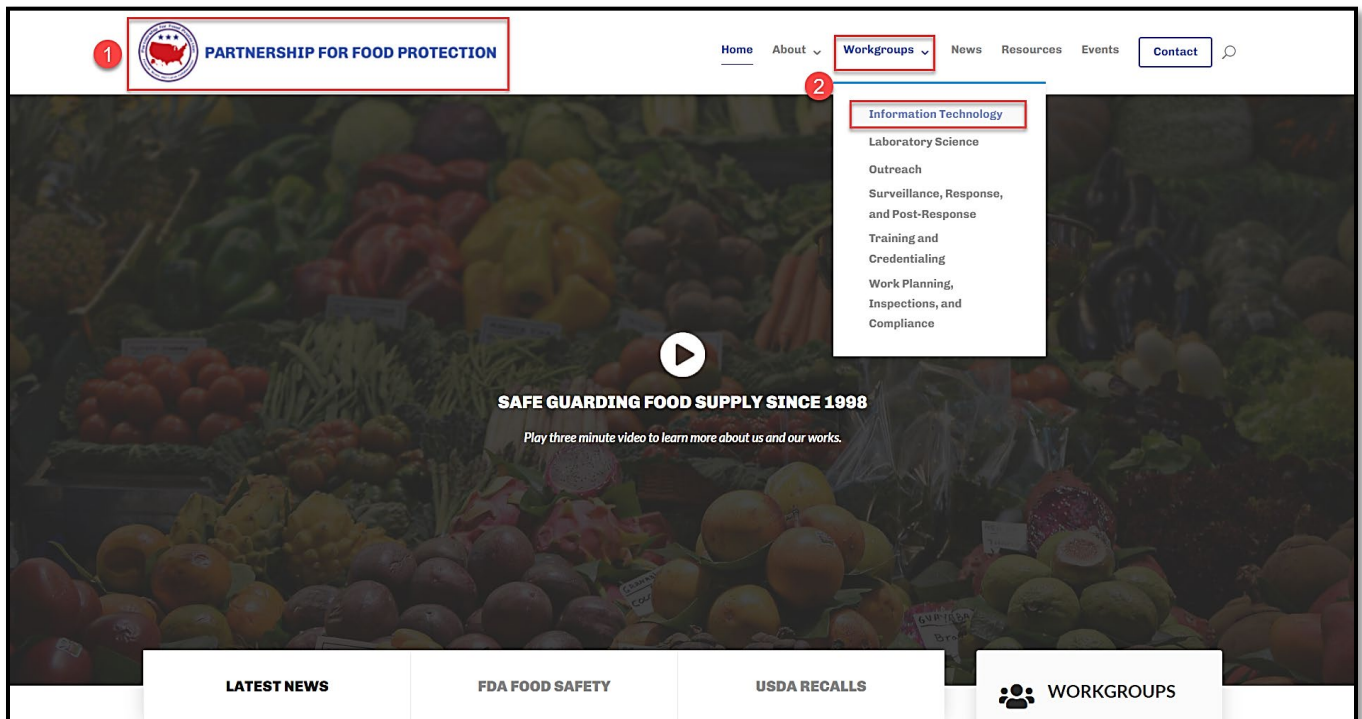 1
PARTNERSHIP FOR FOOD PROTECTION
Home About Workgroups News Resources Events Contact
2
Information Technology
Laboratory Science
Outreach
Surveillance, Response,
and Post-Response
Training and
Credentialing
Work Planning,
Inspections, and
Compliance
SAFE GUARDING FOOD SUPPLY SINCE 1998
Play three minute video to learn more about us and our works.
LATEST NEWS
FDA FOOD SAFETY
USDA RECALLS
WORKGROUPS